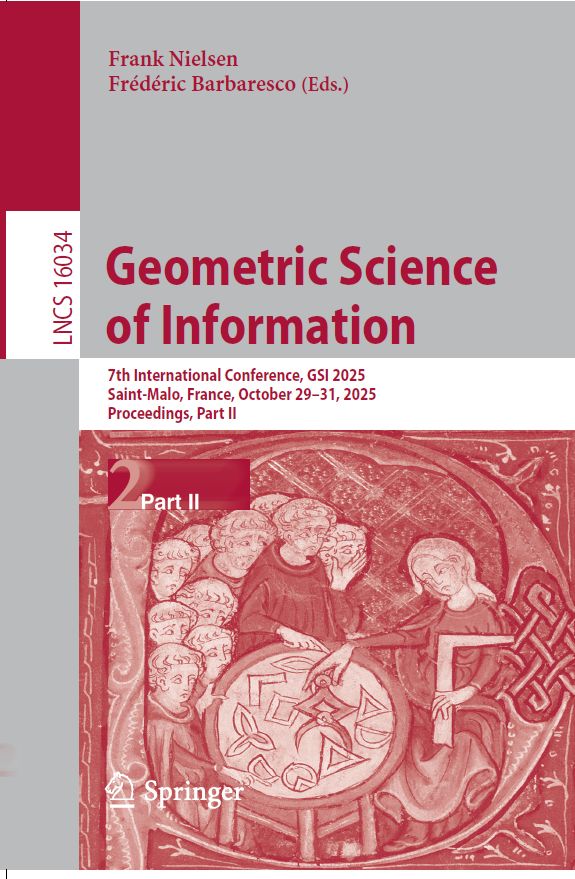 Frank Nielsen
Frédéric Barbaresco (Eds.)
LNCS 16034
Geometric Science
of Information
7th International Conference, GSI 2025
Saint-Malo, France, October 29–31, 2025
Proceedings, Part II
2 Part II
Springer